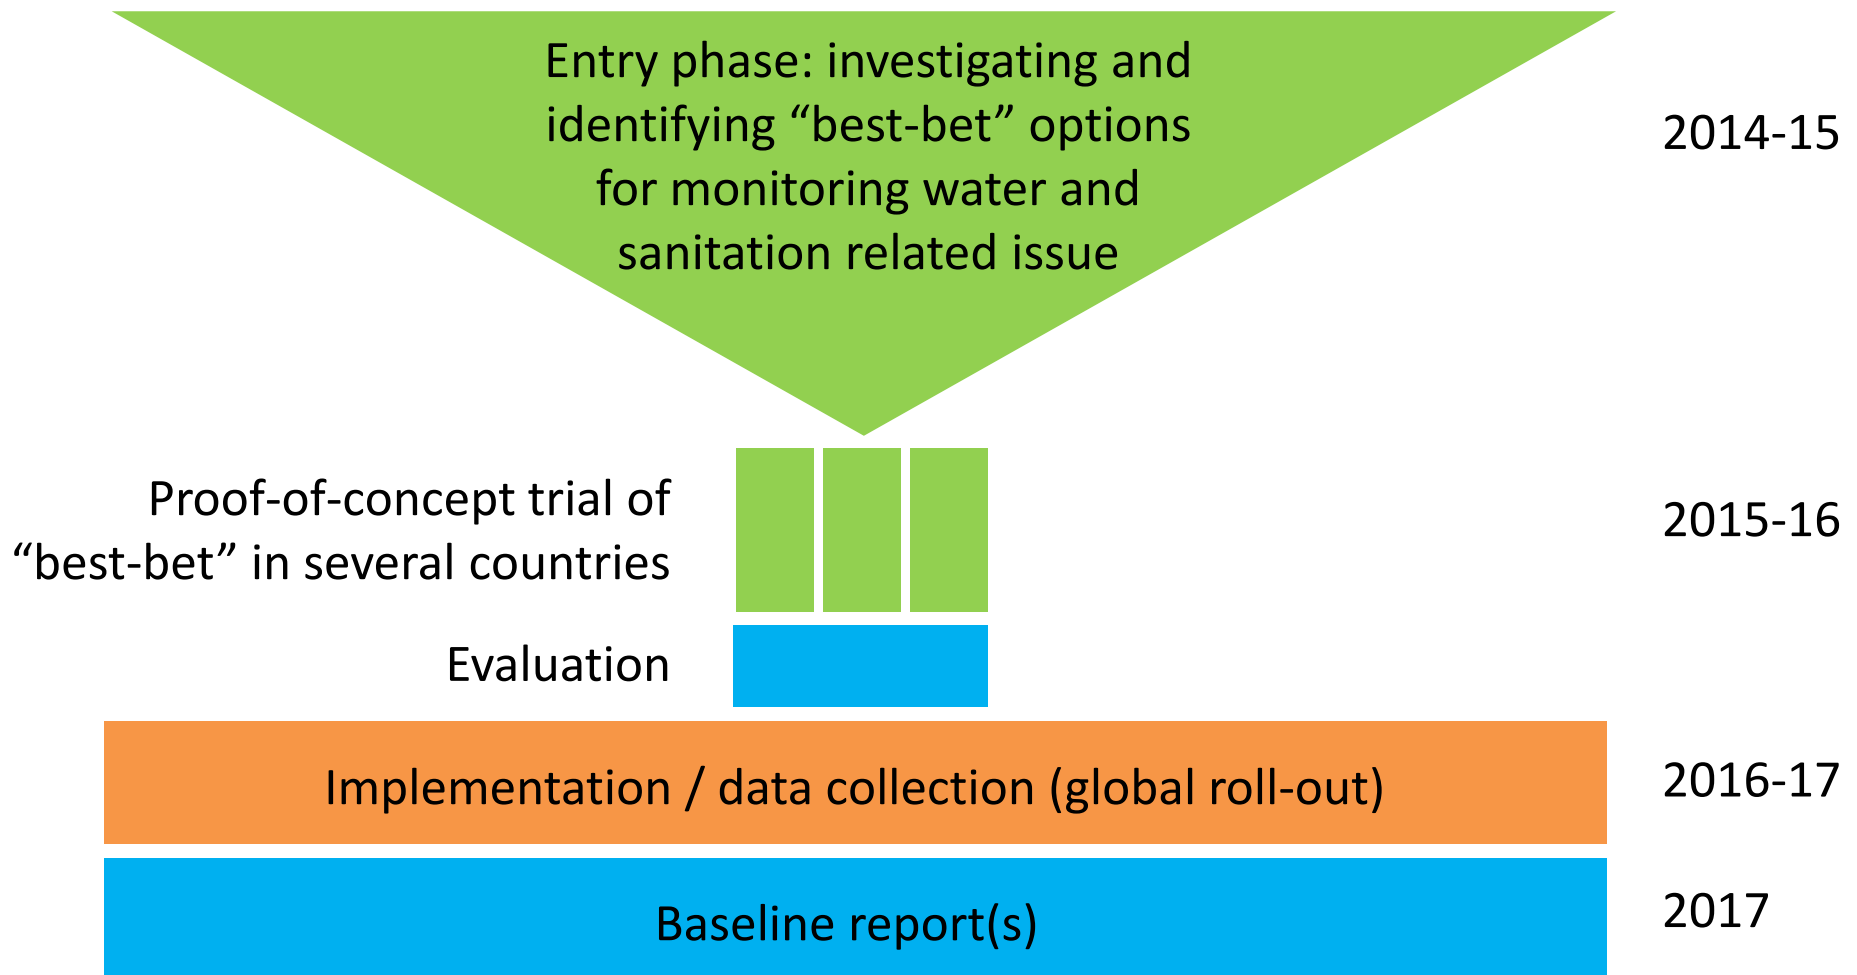 Entry phase: investigating and
identifying “best-bet” options
for monitoring water and
sanitation related issue
2014-15
Proof-of-concept trial of
“best-bet” in several countries
2015-16
Evaluation
Implementation / data collection (global roll-out)
2016-17
Baseline report(s)
2017